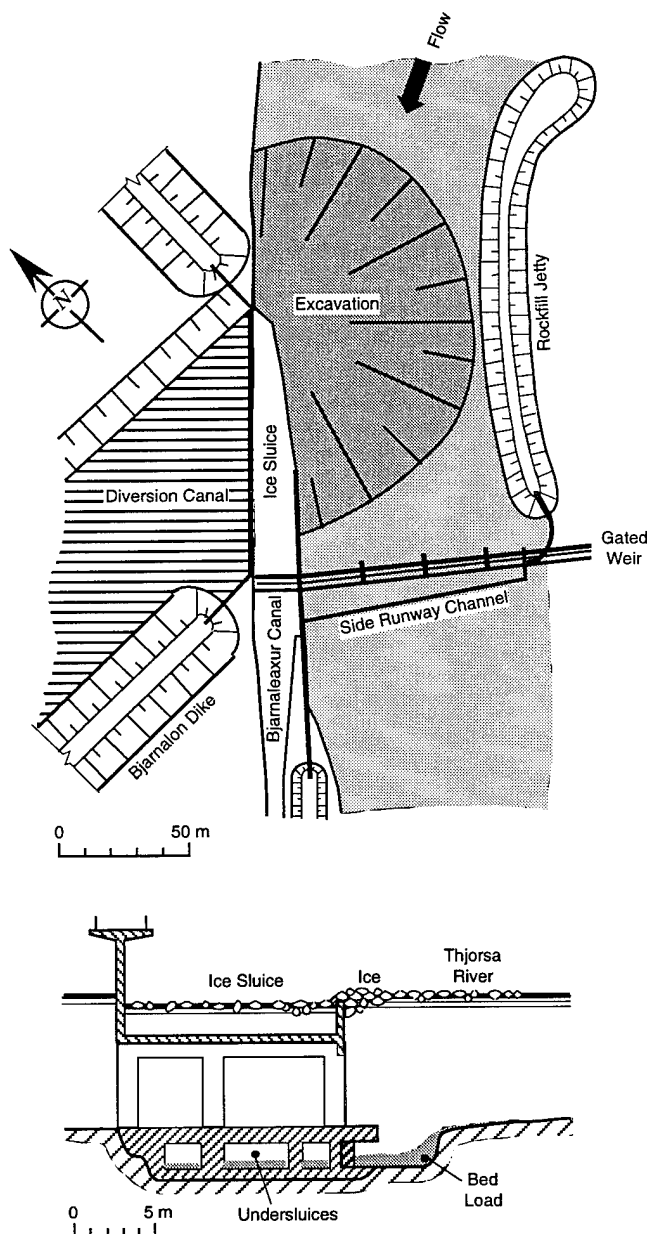 Flow
N
Excavation
Rockfill Jetty
Ice Sluice
Diversion Canal
Gated
Weir
Side Runway Channel
Bjarnaleaxur Canal
Bjarnalon Dike
0 50 m
Ice Sluice
Ice
Thjorsa
River
Undersluices
Bed
Load
0 5 m